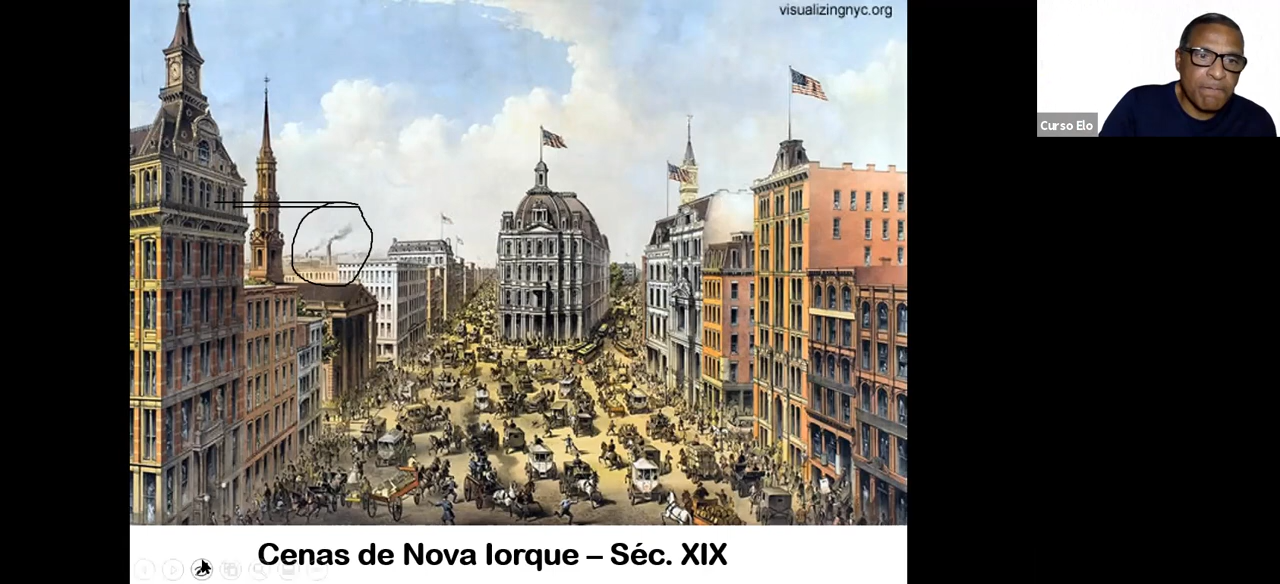 visualizingnyc.org
Curso Elo
Cenas de Nova Iorque – Séc. XIX